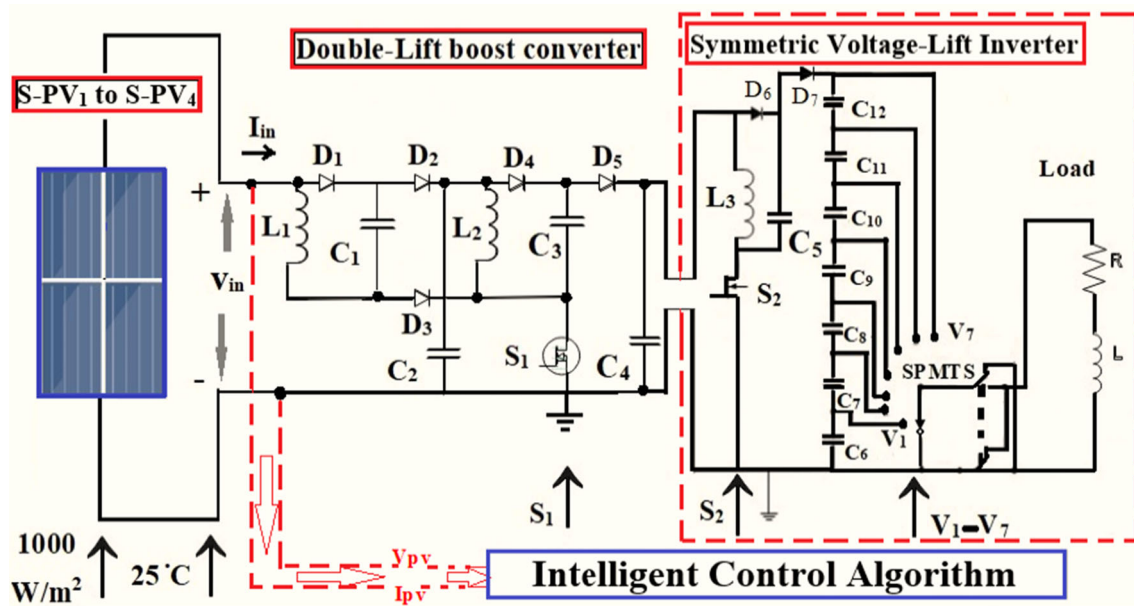 Double-Lift boost converter
Symmetric Voltage-Lift Inverter
S-PV₁ to S-PV₄
I_in
D₁
D₂
D₄
D₅
D₆
D₇
C₁₂
C₁₁
C₁₀
C₉
C₈
C₇
C₆
+
v_in
-
L₁
C₁
L₂
C₃
D₃
C₂
S₁
C₄
L₃
C₅
S₂
Load
R
L
V₇
SPMTS
V₁
S₁
S₂
V₁-V₇
1000
W/m²
25°C
Vpv
Ipv
Intelligent Control Algorithm